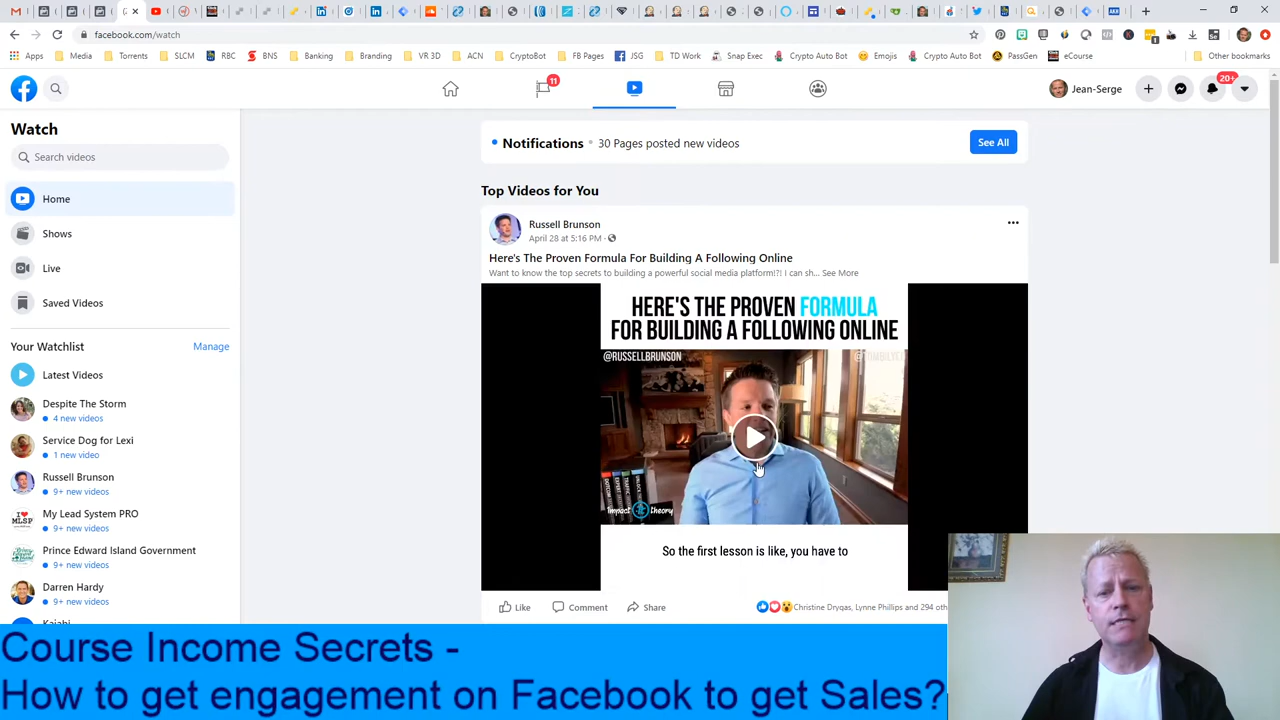 facebook.com/watch
Apps
Media
Torrents
SLCM
RBC
BNS
Banking
Branding
VR 3D
ACN
CryptoBot
FB Pages
JSG
TD Work
Snap Exec
Crypto Auto Bot
Emojis
Crypto Auto Bot
PassGen
eCourse
Other bookmarks
11
Jean-Serge
20+
Watch
Search videos
Home
Shows
Live
Saved Videos
Your Watchlist
Manage
Latest Videos
Despite The Storm
4 new videos
Service Dog for Lexi
1 new video
Russell Brunson
9+ new videos
My Lead System PRO
9+ new videos
Prince Edward Island Government
9+ new videos
Darren Hardy
9+ new videos
Kajabi
Notifications
30 Pages posted new videos
See All
Top Videos for You
Russell Brunson
April 28 at 5:16 PM ·
Here's The Proven Formula For Building A Following Online
Want to know the top secrets to building a powerful social media platform!?! I can sh... See More
HERE'S THE PROVEN FORMULA
FOR BUILDING A FOLLOWING ONLINE
@RUSSELLBRUNSON
@TOMBILYEU
impact theory
So the first lesson is like, you have to
Like
Comment
Share
Christine Dryqas, Lynne Phillips and 294 oth
Course Income Secrets -
How to get engagement on Facebook to get Sales?